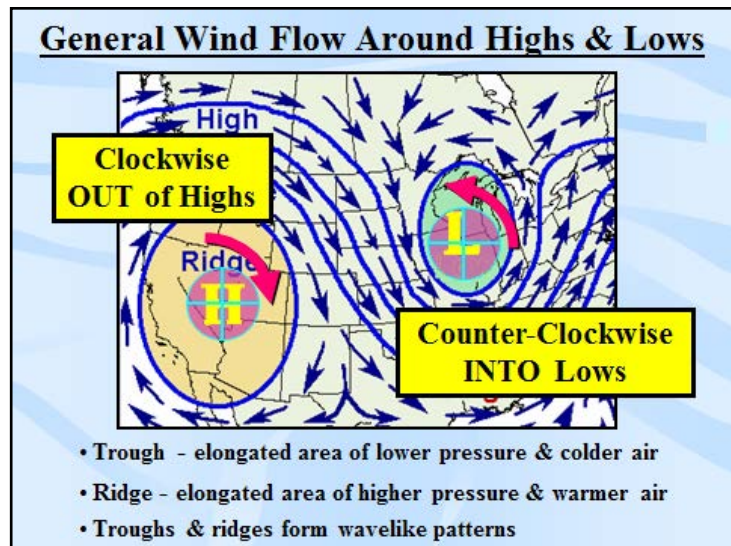 General Wind Flow Around Highs & Lows
High
Clockwise
OUT of Highs
Ridge
H
L
Counter-Clockwise
INTO Lows
• Trough - elongated area of lower pressure & colder air
• Ridge - elongated area of higher pressure & warmer air
• Troughs & ridges form wavelike patterns